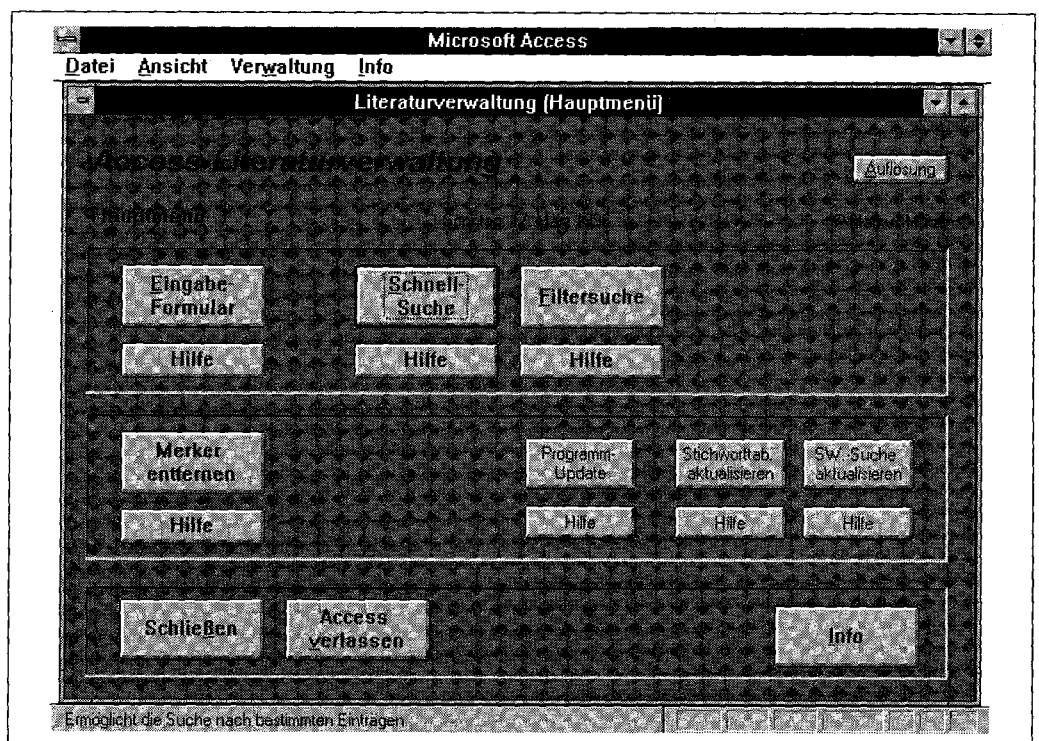 Microsoft Access
Datei Ansicht Verwaltung Info
Literaturverwaltung (Hauptmenü)
Access-Literaturverwaltung
Auflösung
Hauptmenü
Eingabe-
Formular
Schnell-
Suche
Filtersuche
Hilfe Hilfe Hilfe
Merker
entfernen
Programm-
Update
Stichworttab.
aktualisieren
SW. Suche
aktualisieren
Hilfe Hilfe Hilfe Hilfe
Schließen
Access
verlassen
Info
Ermöglicht die Suche nach bestimmten Einträgen